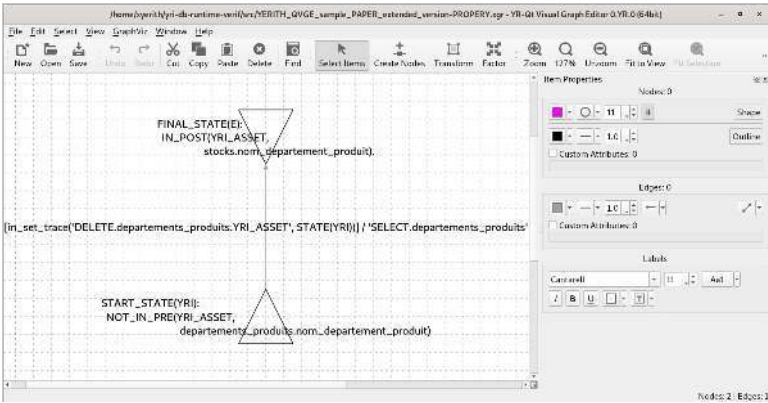 /home/xyerith/yri-db-runtime-verif/src/YERITH_QVGE_sample_PAPER_extended_version-PROPERY.xgr - YR-Qt Visual Graph Editor 0.YR.0 (64bit)
File Edit Select View GraphViz Window Help
New Open Save Undo Redo Cut Copy Paste Delete Find Select Items Create Nodes Transform Factor Zoom 127% Unzoom Fit to View Fit Selection
Item Properties
Nodes: 0
11 Shape
1.0 Outline
Custom Attributes: 0
FINAL_STATE(E):
IN_POST(YRI_ASSET,
stocks.nom_departement_produit).
Edges: 0
1.0
Custom Attributes: 0
[in_set_trace('DELETE.departements_produits.YRI_ASSET', STATE(YRI))] / 'SELECT.departements_produits'
Labels
Cantarell 11 Aa1
I B U T
START_STATE(YRI):
NOT_IN_PRE(YRI_ASSET,
departements_produits.nom_departement_produit)
Nodes: 2 | Edges: 1